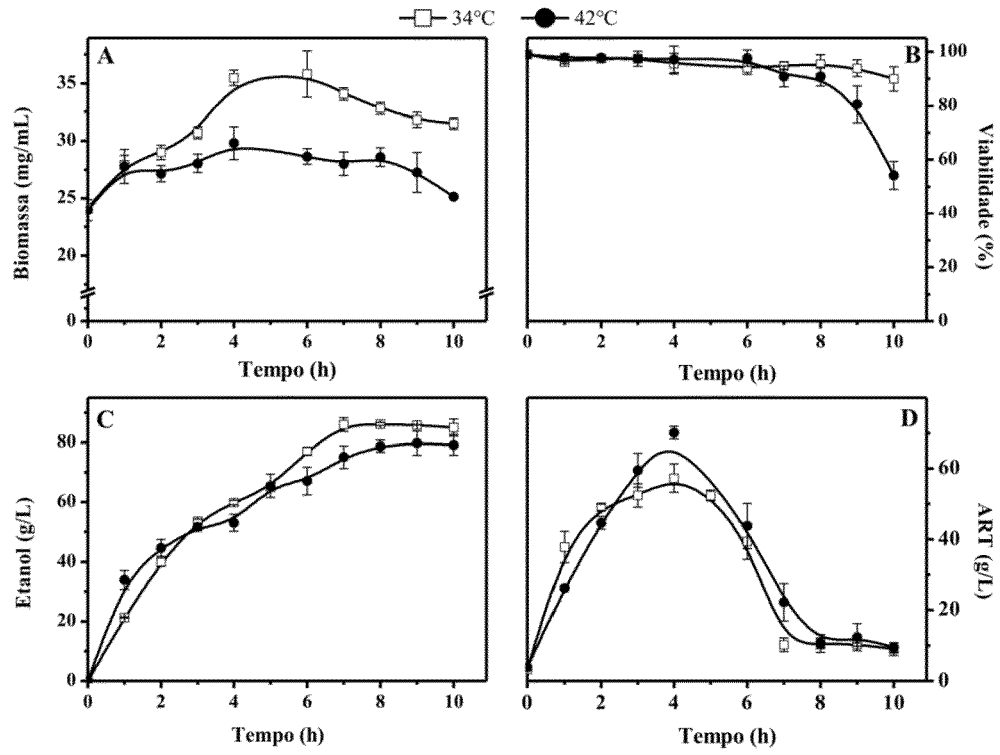 34°C 42°C
A
Biomassa (mg/mL)
35
30
25
20
0
0 2 4 6 8 10
Tempo (h)
B
Viabilidade (%)
100
80
60
40
20
0
0 2 4 6 8 10
Tempo (h)
C
Etanol (g/L)
80
60
40
20
0
0 2 4 6 8 10
Tempo (h)
D
ART (g/L)
60
40
20
0
0 2 4 6 8 10
Tempo (h)